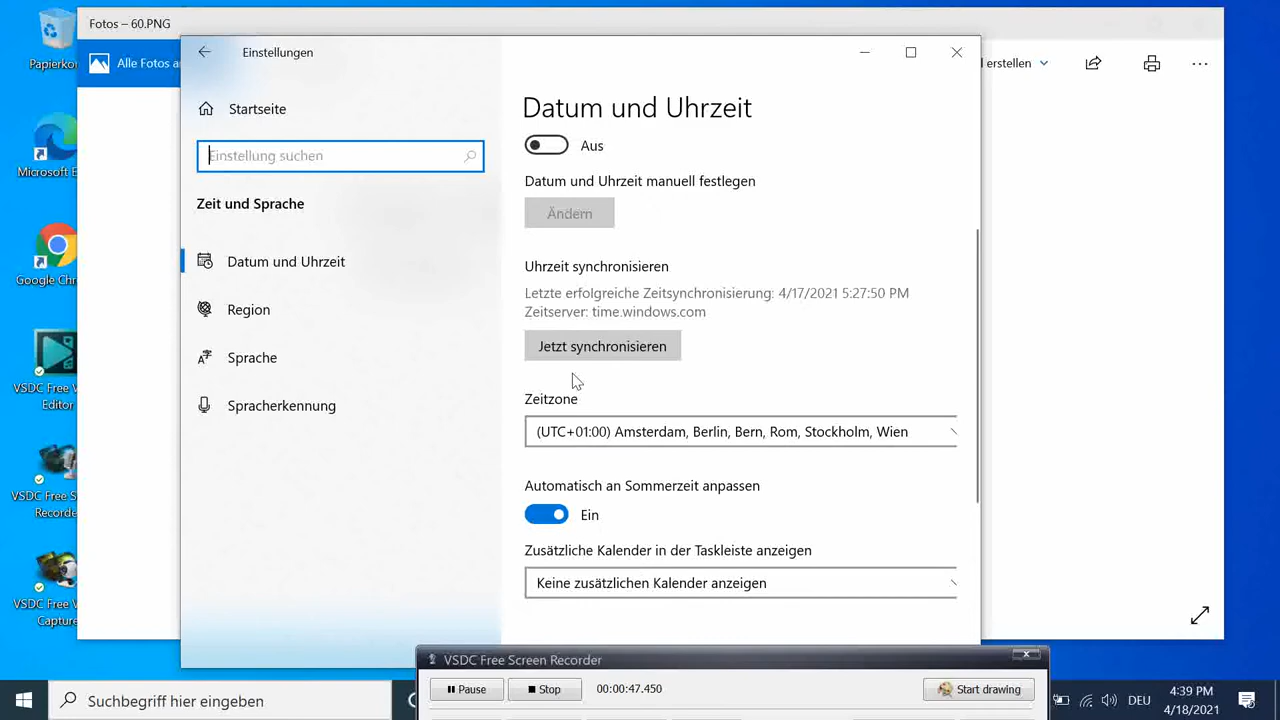 Fotos – 60.PNG
Papierko
Alle Fotos a
erstellen
Einstellungen
Startseite
Einstellung suchen
Zeit und Sprache
Datum und Uhrzeit
Region
Sprache
Spracherkennung
Datum und Uhrzeit
Aus
Datum und Uhrzeit manuell festlegen
Ändern
Uhrzeit synchronisieren
Letzte erfolgreiche Zeitsynchronisierung: 4/17/2021 5:27:50 PM
Zeitserver: time.windows.com
Jetzt synchronisieren
Zeitzone
(UTC+01:00) Amsterdam, Berlin, Bern, Rom, Stockholm, Wien
Automatisch an Sommerzeit anpassen
Ein
Zusätzliche Kalender in der Taskleiste anzeigen
Keine zusätzlichen Kalender anzeigen
Microsoft E
Google Chr
VSDC Free V
Editor
VSDC Free S
Recorde
VSDC Free V
Capture
VSDC Free Screen Recorder
Pause
Stop
00:00:47.450
Start drawing
Suchbegriff hier eingeben
DEU
4:39 PM
4/18/2021